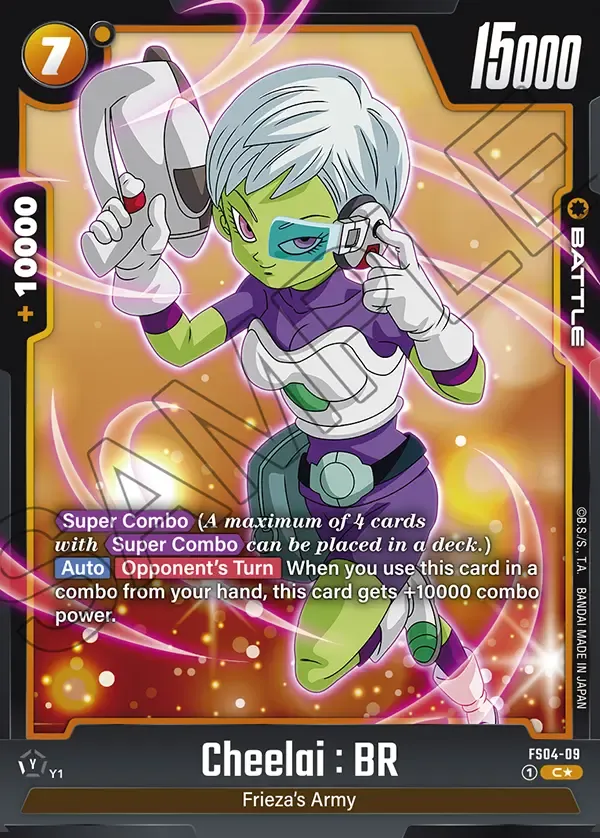 7
15000
+10000
BATTLE
SAMPLE
Super Combo (A maximum of 4 cards
with Super Combo can be placed in a deck.)
Auto Opponent's Turn When you use this card in a
combo from your hand, this card gets +10000 combo
power.
©B.S./S., T.A. BANDAI MADE IN JAPAN
Y Y1
Cheelai : BR
FS04-09
1 C★
Frieza's Army